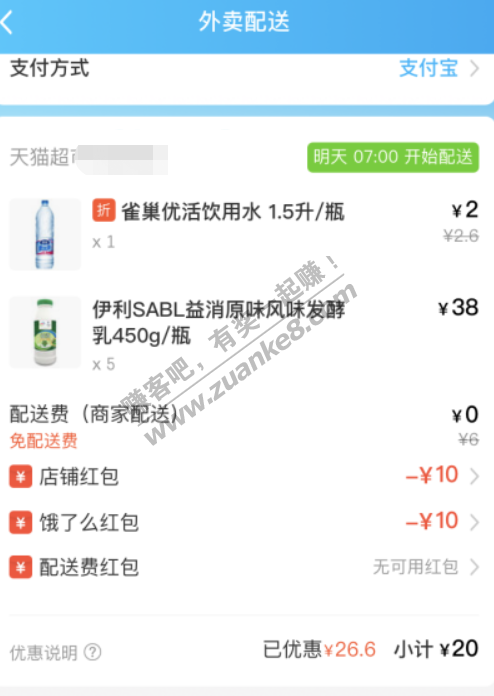 外卖配送
支付方式 支付宝
天猫超市 明天 07:00 开始配送
折 雀巢优活饮用水 1.5升/瓶 ¥2
x 1 ¥2.6
伊利SABL益消原味风味发酵 ¥38
乳450g/瓶
x 5
配送费（商家配送） ¥0
免配送费 ¥6
¥ 店铺红包 -¥10
¥ 饿了么红包 -¥10
¥ 配送费红包 无可用红包
优惠说明 ? 已优惠¥26.6 小计 ¥20
赚客吧，有奖一起赚！
www.zuanke8.com